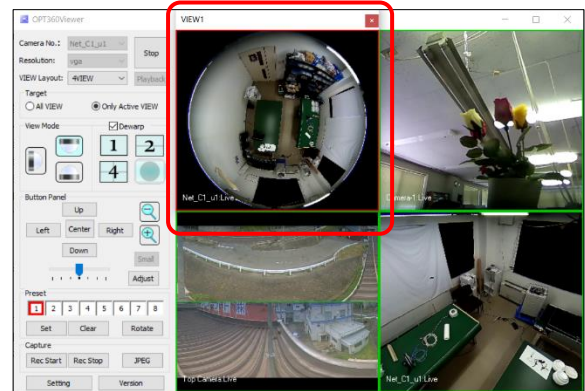 OPT360Viewer
Camera No.: Net_C1_u1
Stop
Resolution: vga
VIEW Layout: 4VIEW
Playback
Target
All VIEW
Only Active VIEW
View Mode
Dewarp
1
2
4
Button Panel
Up
Left
Center
Right
Down
Small
Adjust
Preset
1 2 3 4 5 6 7 8
Set
Clear
Rotate
Capture
Rec Start
Rec Stop
JPEG
Setting
Version
VIEW1
Net_C1_u1:Live
Camera-1:Live
Top Camera:Live
Net_C1_u1:Live